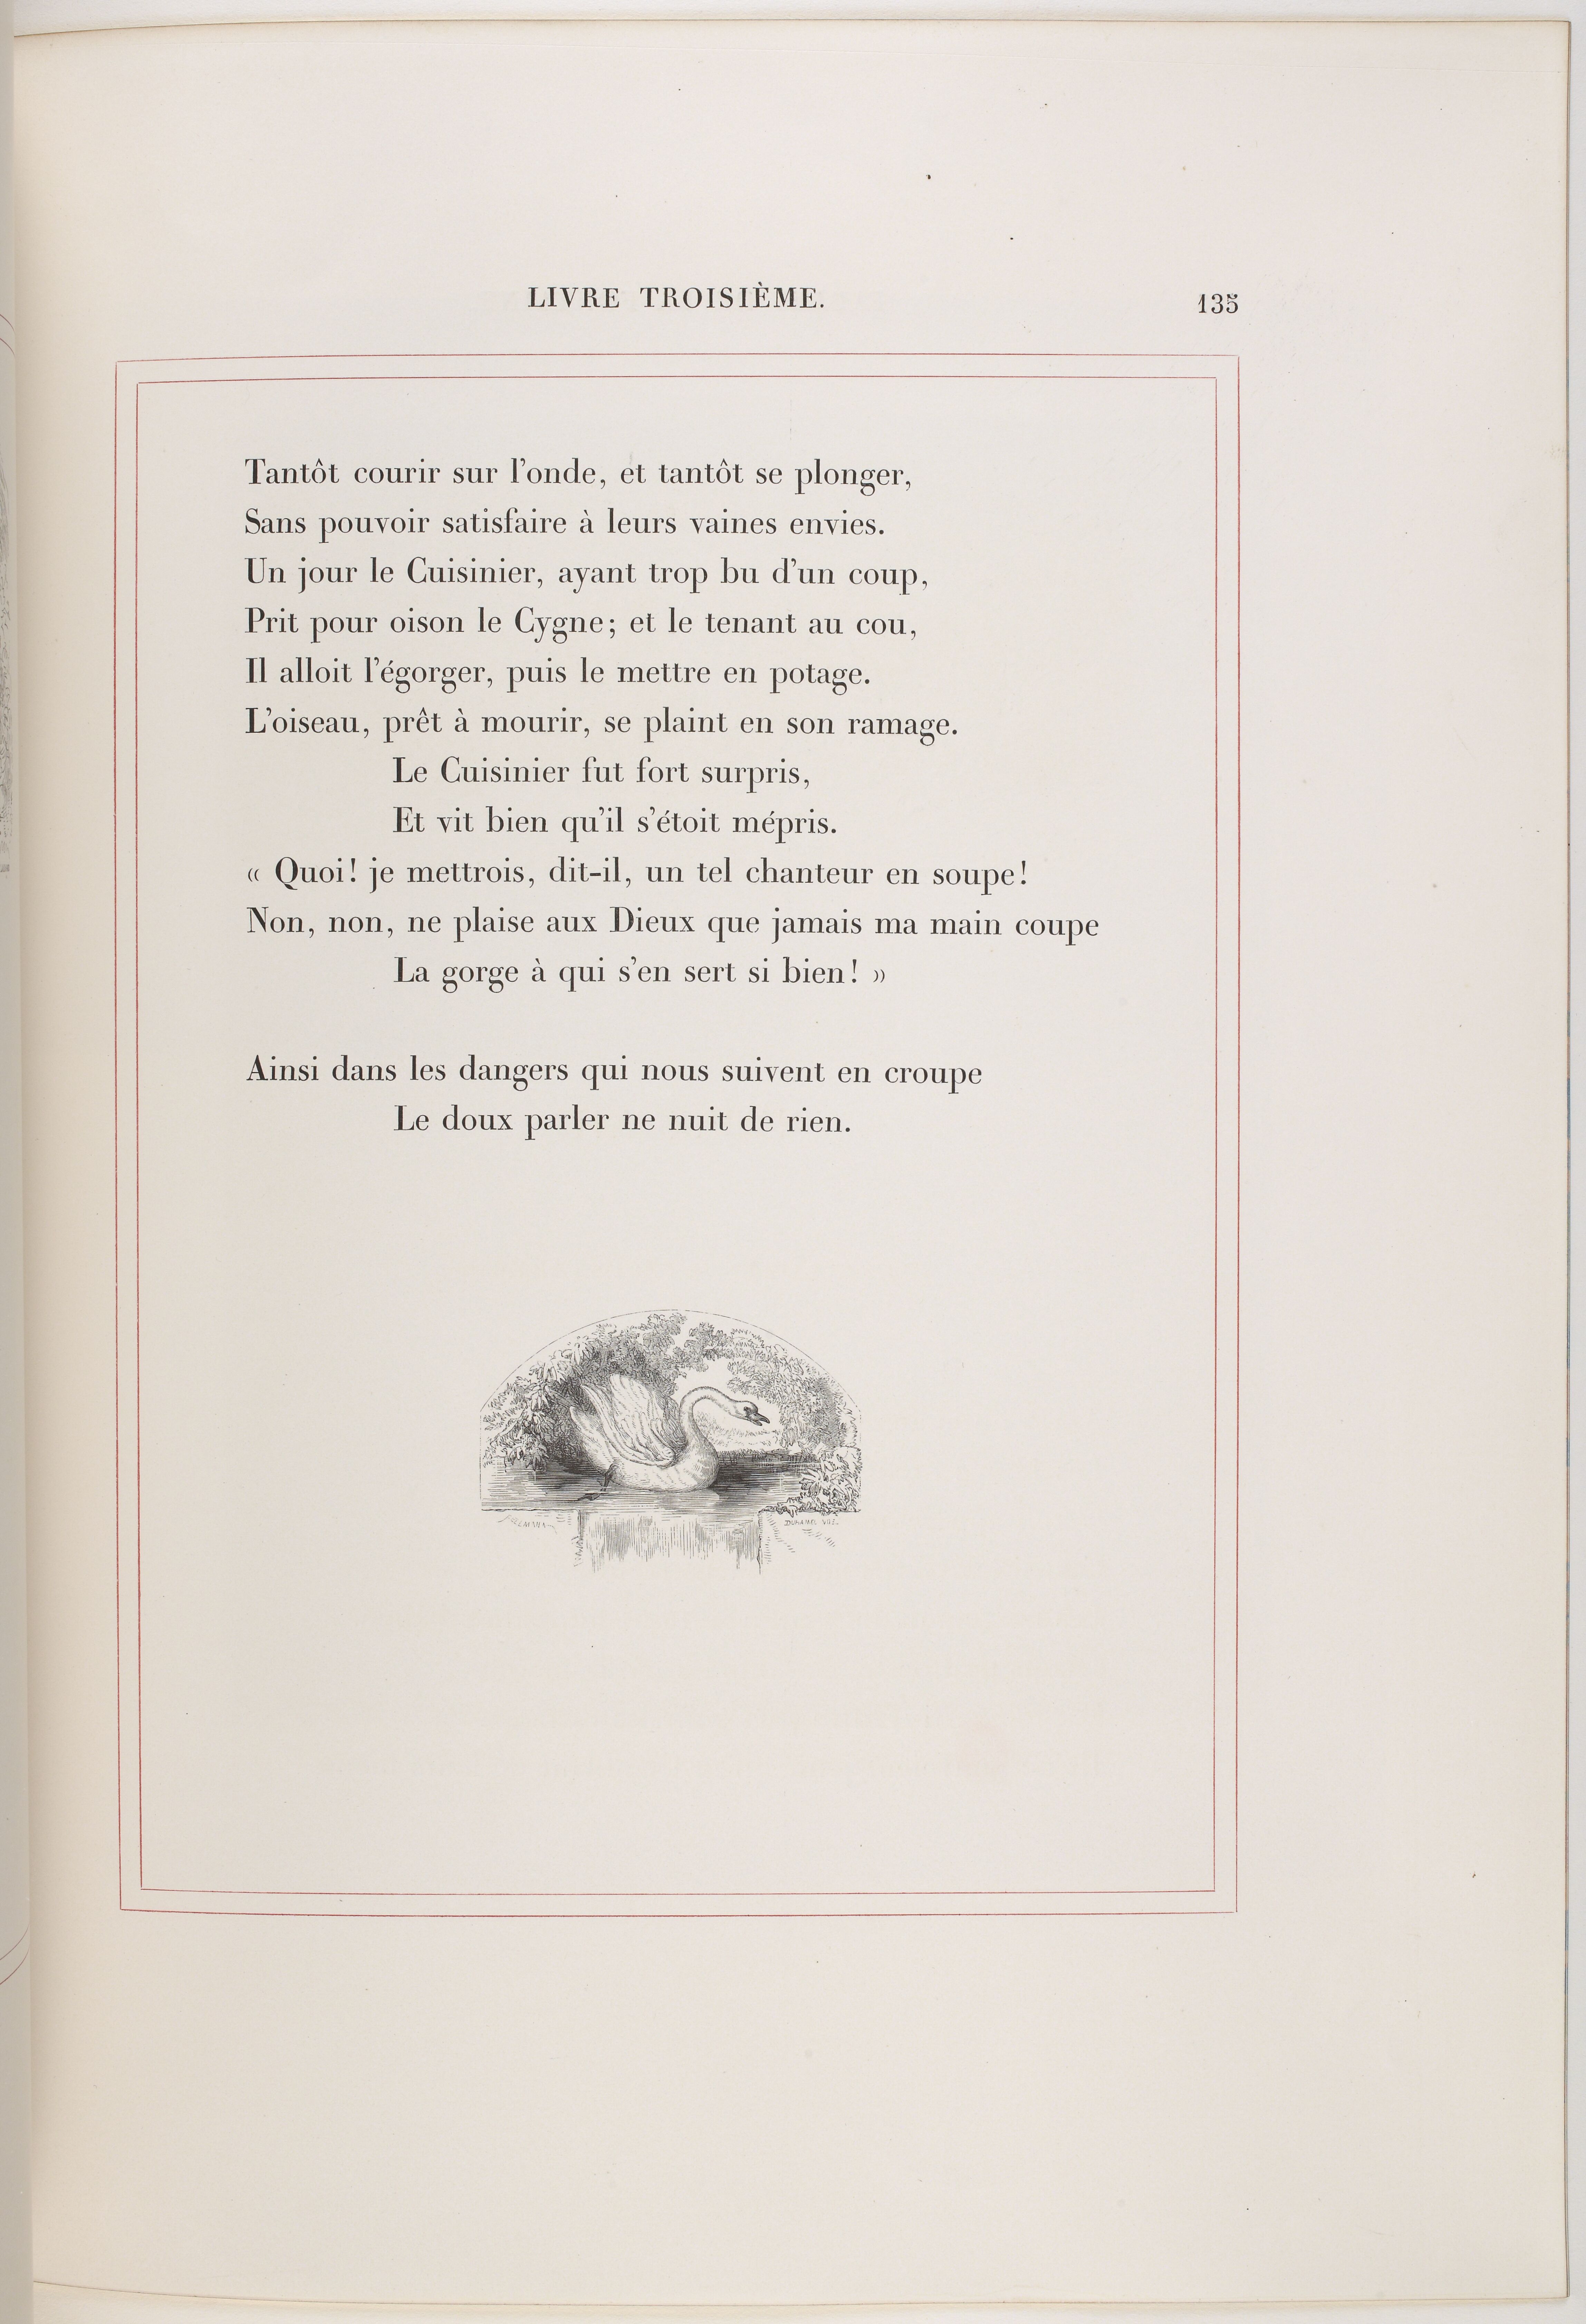 LIVRE TROISIÈME. 135
Tantôt courir sur l'onde, et tantôt se plonger,
Sans pouvoir satisfaire à leurs vaines envies.
Un jour le Cuisinier, ayant trop bu d'un coup,
Prit pour oison le Cygne; et le tenant au cou,
Il alloit l'égorger, puis le mettre en potage.
L'oiseau, prêt à mourir, se plaint en son ramage.
Le Cuisinier fut fort surpris,
Et vit bien qu'il s'étoit mépris.
« Quoi! je mettrois, dit-il, un tel chanteur en soupe!
Non, non, ne plaise aux Dieux que jamais ma main coupe
La gorge à qui s'en sert si bien! »
Ainsi dans les dangers qui nous suivent en croupe
Le doux parler ne nuit de rien.